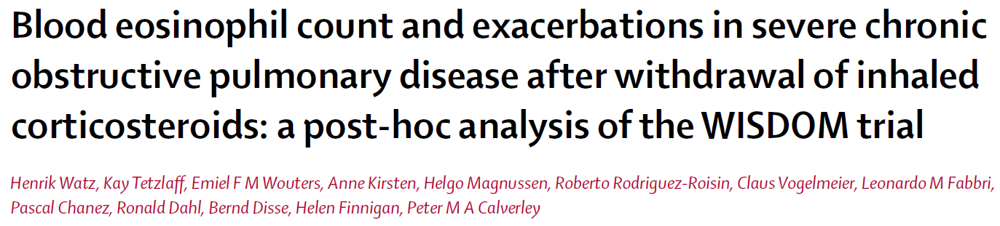 Blood eosinophil count and exacerbations in severe chronic
obstructive pulmonary disease after withdrawal of inhaled
corticosteroids: a post-hoc analysis of the WISDOM trial
Henrik Watz, Kay Tetzlaff, Emiel F M Wouters, Anne Kirsten, Helgo Magnussen, Roberto Rodriguez-Roisin, Claus Vogelmeier, Leonardo M Fabbri,
Pascal Chanez, Ronald Dahl, Bernd Disse, Helen Finnigan, Peter M A Calverley